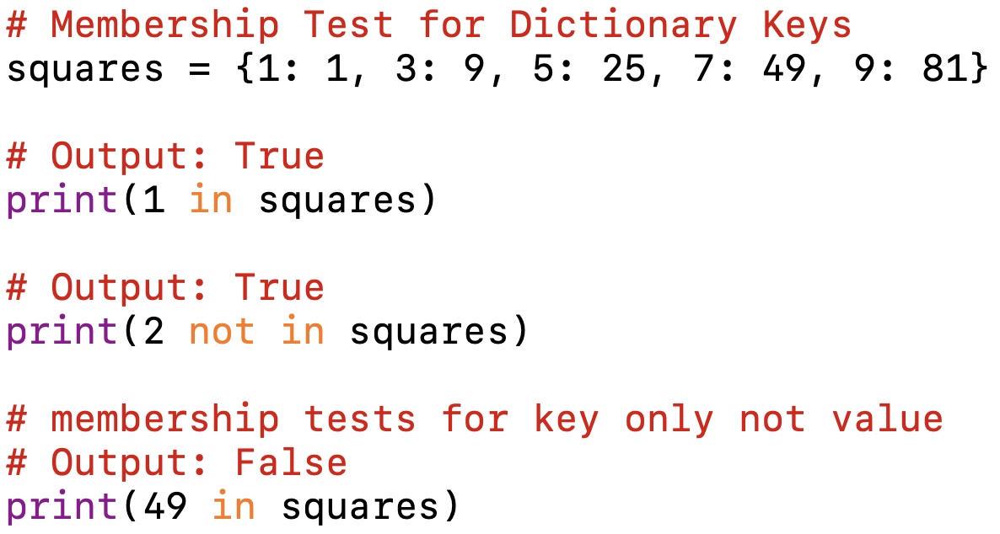 # Membership Test for Dictionary Keys
squares = {1: 1, 3: 9, 5: 25, 7: 49, 9: 81}
# Output: True
print(1 in squares)
# Output: True
print(2 not in squares)
# membership tests for key only not value
# Output: False
print(49 in squares)